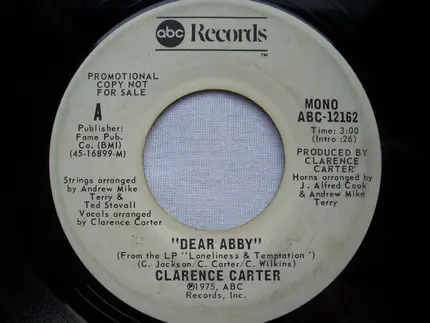 abc Records
TM
PROMOTIONAL
COPY NOT
FOR SALE
A
Publisher:
Fame Pub.
Co. (BMI)
(45-16899-M)
Strings arranged
by Andrew Mike
Terry &
Ted Stovall
Vocals arranged
by Clarence Carter
MONO
ABC-12162
Time: 3:00
(Intro :26)
PRODUCED BY
CLARENCE
CARTER
Horns arranged by
J. Alfred Cook
& Andrew Mike
Terry
"DEAR ABBY"
(From the LP "Loneliness & Temptation')
(G. Jackson/C. Carter/C. Wilkins)
CLARENCE CARTER
Ⓟ1975, ABC
Records, Inc.